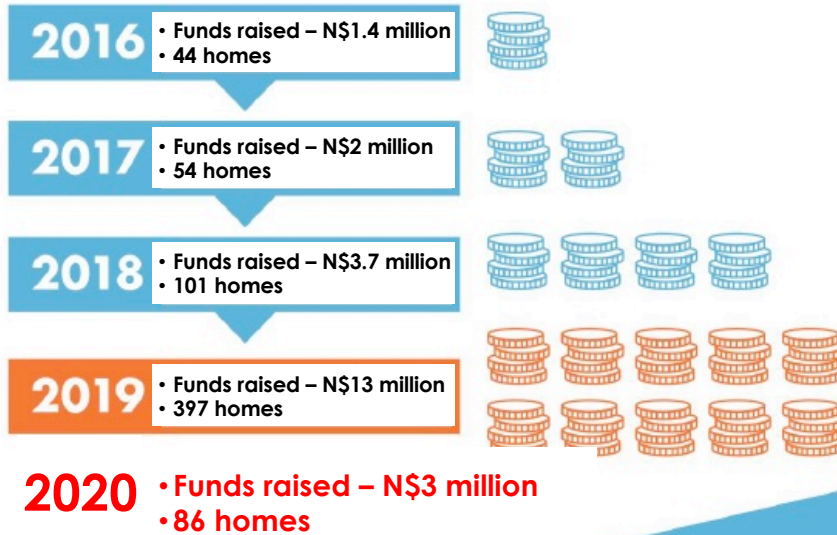 2016
• Funds raised – N$1.4 million
• 44 homes
2017
• Funds raised – N$2 million
• 54 homes
2018
• Funds raised – N$3.7 million
• 101 homes
2019
• Funds raised – N$13 million
• 397 homes
2020
• Funds raised – N$3 million
• 86 homes